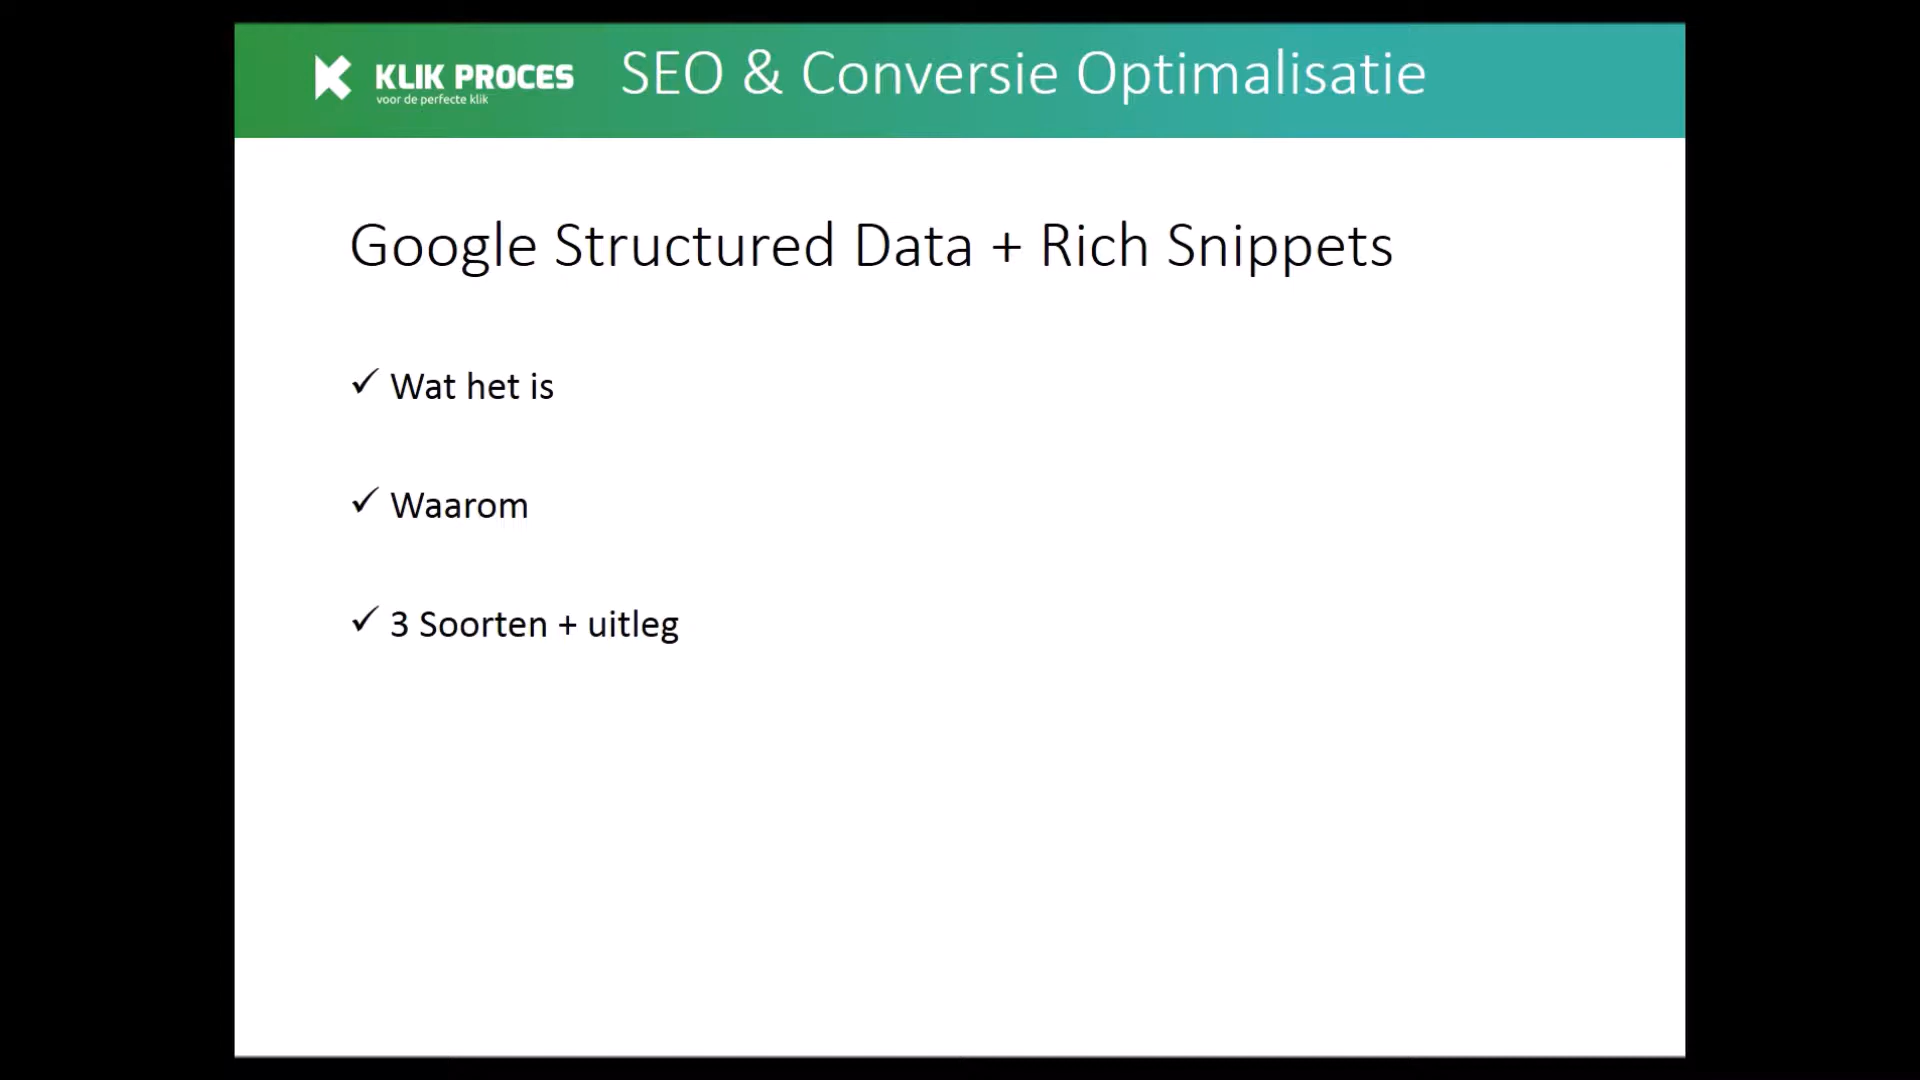 KLIK PROCES
voor de perfecte klik
SEO & Conversie Optimalisatie
Google Structured Data + Rich Snippets
✓ Wat het is
✓ Waarom
✓ 3 Soorten + uitleg